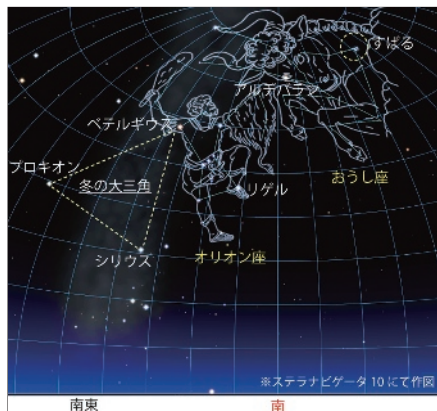 すばる
アルデバラン
ベテルギウス
プロキオン
冬の大三角
リゲル
おうし座
シリウス
オリオン座
※ステラナビゲータ10にて作図
南東
南